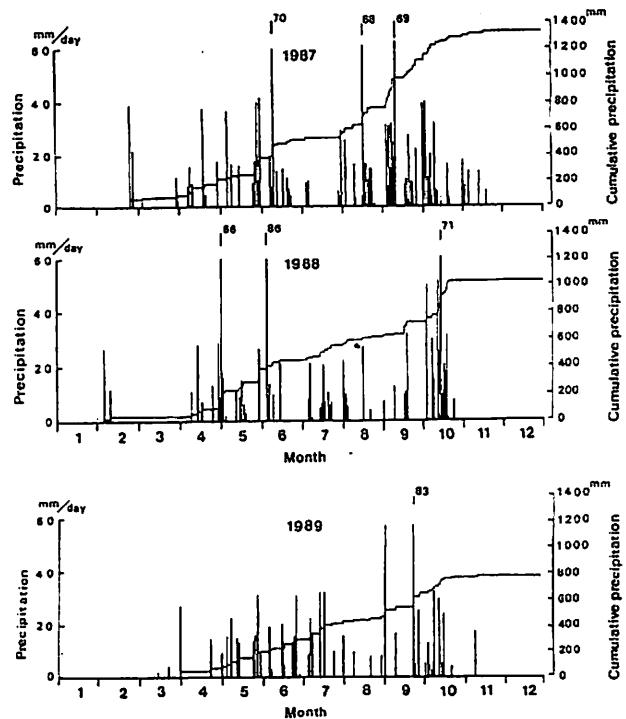 mm/day 70 68 69 1400 mm
1987
60 1200
1000
40 800
600
20 400
200
0 0
Precipitation
Cumulative precipitation
mm/day 66 86 71 1400 mm
1988
60 1200
1000
40 800
600
20 400
200
0 0
Precipitation
Cumulative precipitation
1 2 3 4 5 6 7 8 9 10 11 12
Month
mm/day 83 1400 mm
1989
60 1200
1000
40 800
600
20 400
200
0 0
Precipitation
Cumulative precipitation
1 2 3 4 5 6 7 8 9 10 11 12
Month